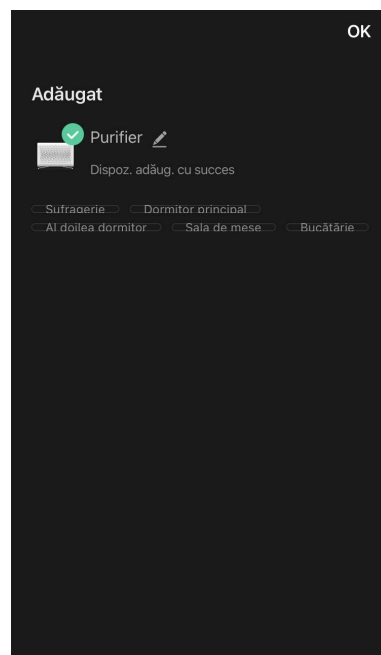 OK
Adăugat
Purifier
Dispoz. adăug. cu succes
Sufragerie Dormitor principal
Al doilea dormitor Sala de mese Bucătărie